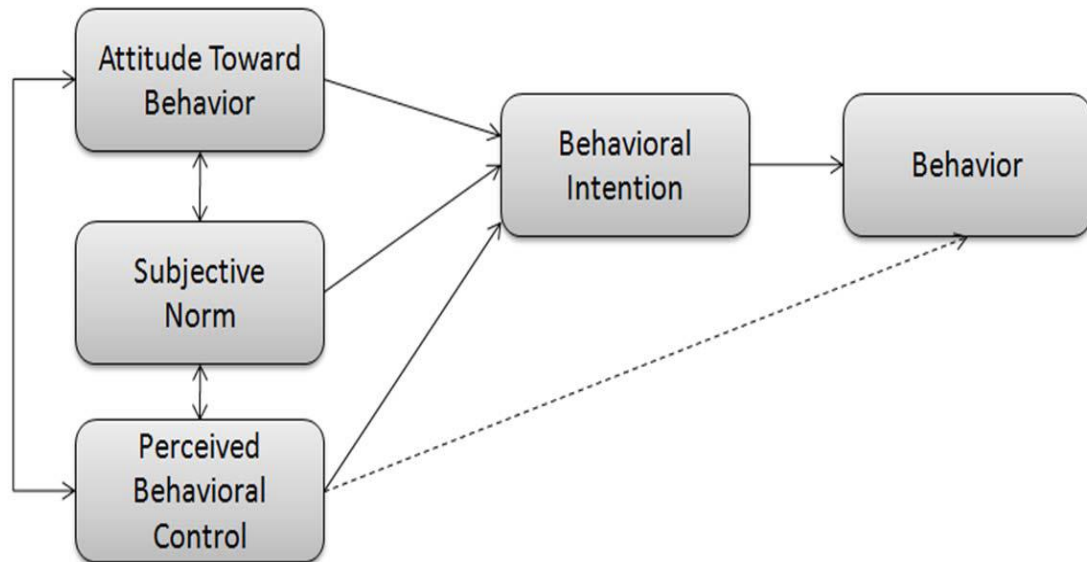 Attitude Toward
Behavior
Subjective
Norm
Perceived
Behavioral
Control
Behavioral
Intention
Behavior